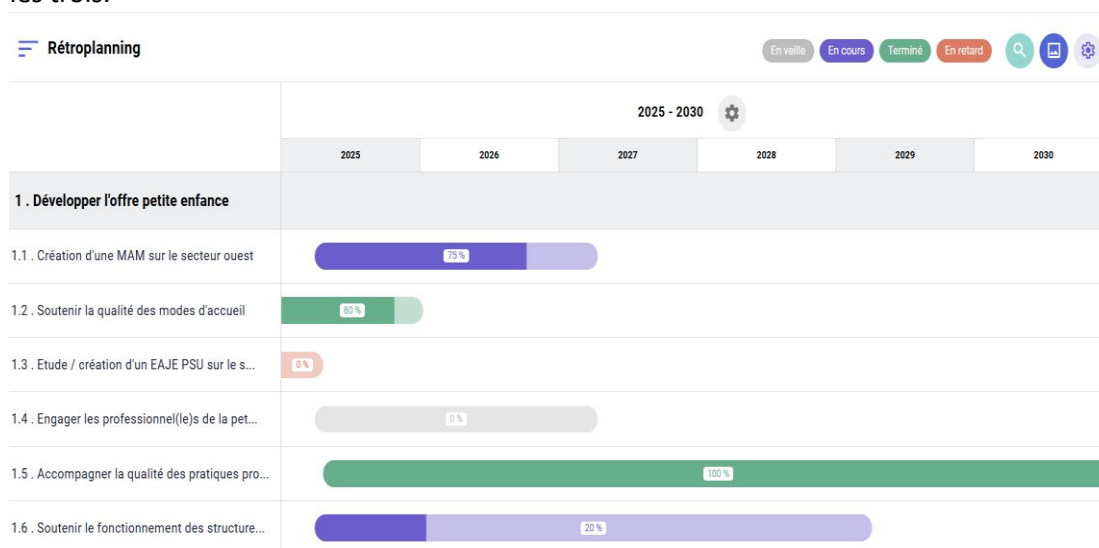 les trois.
Rétroplanning
En veille En cours Terminé En retard
2025 - 2030
2025 2026 2027 2028 2029 2030
1 . Développer l'offre petite enfance
1.1 . Création d'une MAM sur le secteur ouest
75 %
1.2 . Soutenir la qualité des modes d'accueil
80 %
1.3 . Etude / création d'un EAJE PSU sur le s...
0 %
1.4 . Engager les professionnel(le)s de la pet...
0 %
1.5 . Accompagner la qualité des pratiques pro...
100 %
1.6 . Soutenir le fonctionnement des structure...
20 %